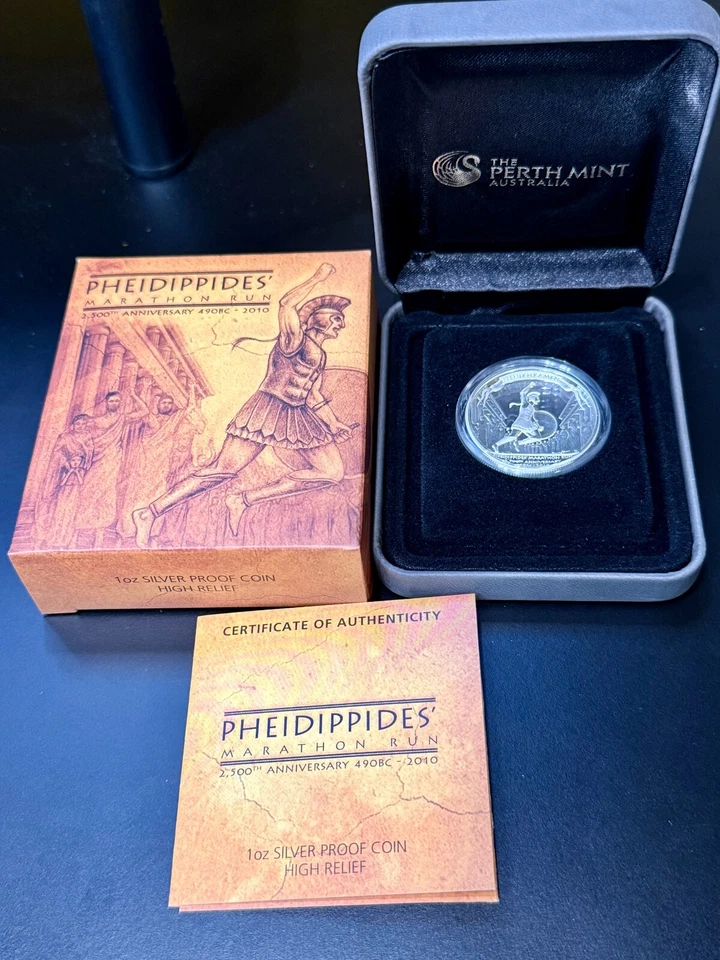 THE
PERTH MINT
AUSTRALIA
PHEIDIPPIDES'
MARATHON RUN
2,500TH ANNIVERSARY 490BC - 2010
1oz SILVER PROOF COIN
HIGH RELIEF
CERTIFICATE OF AUTHENTICITY
PHEIDIPPIDES'
MARATHON RUN
2,500TH ANNIVERSARY 490BC - 2010
1oz SILVER PROOF COIN
HIGH RELIEF